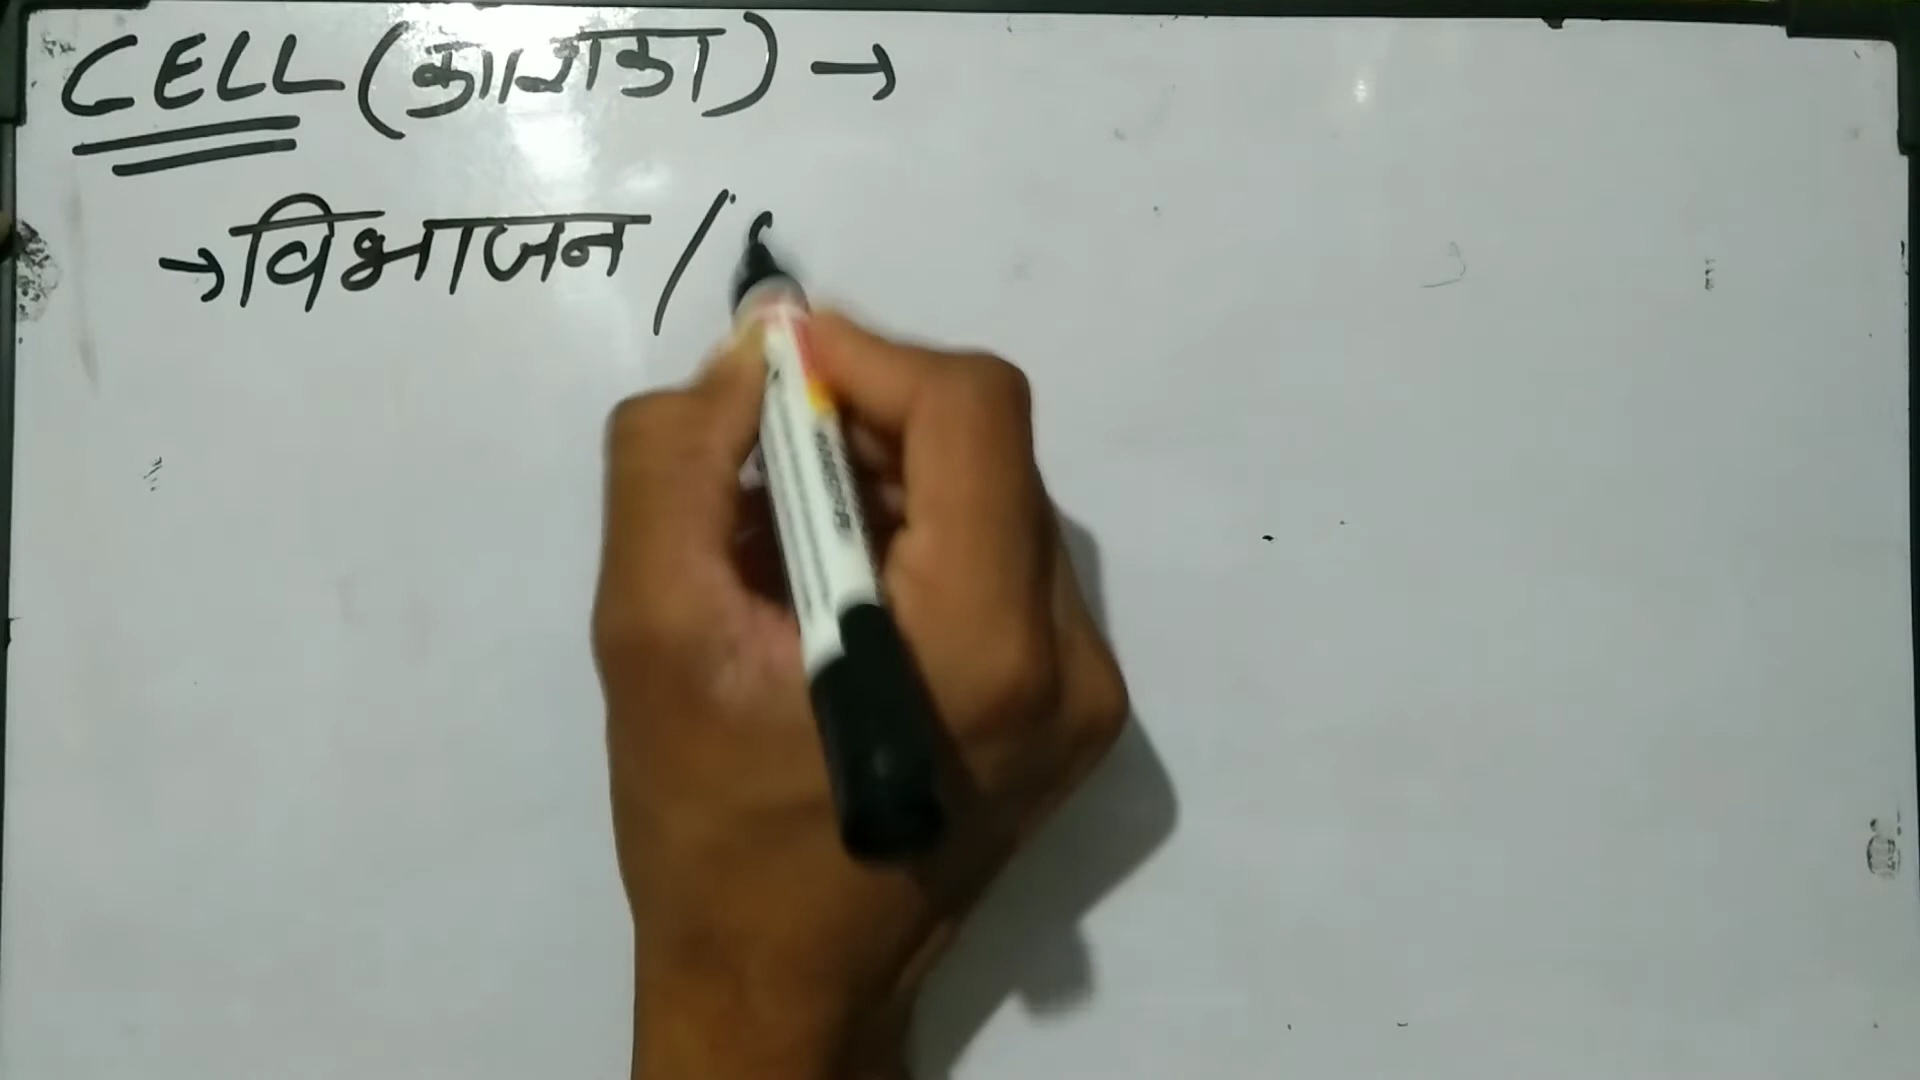 CELL (कोशिका) →
→ विभाजन /